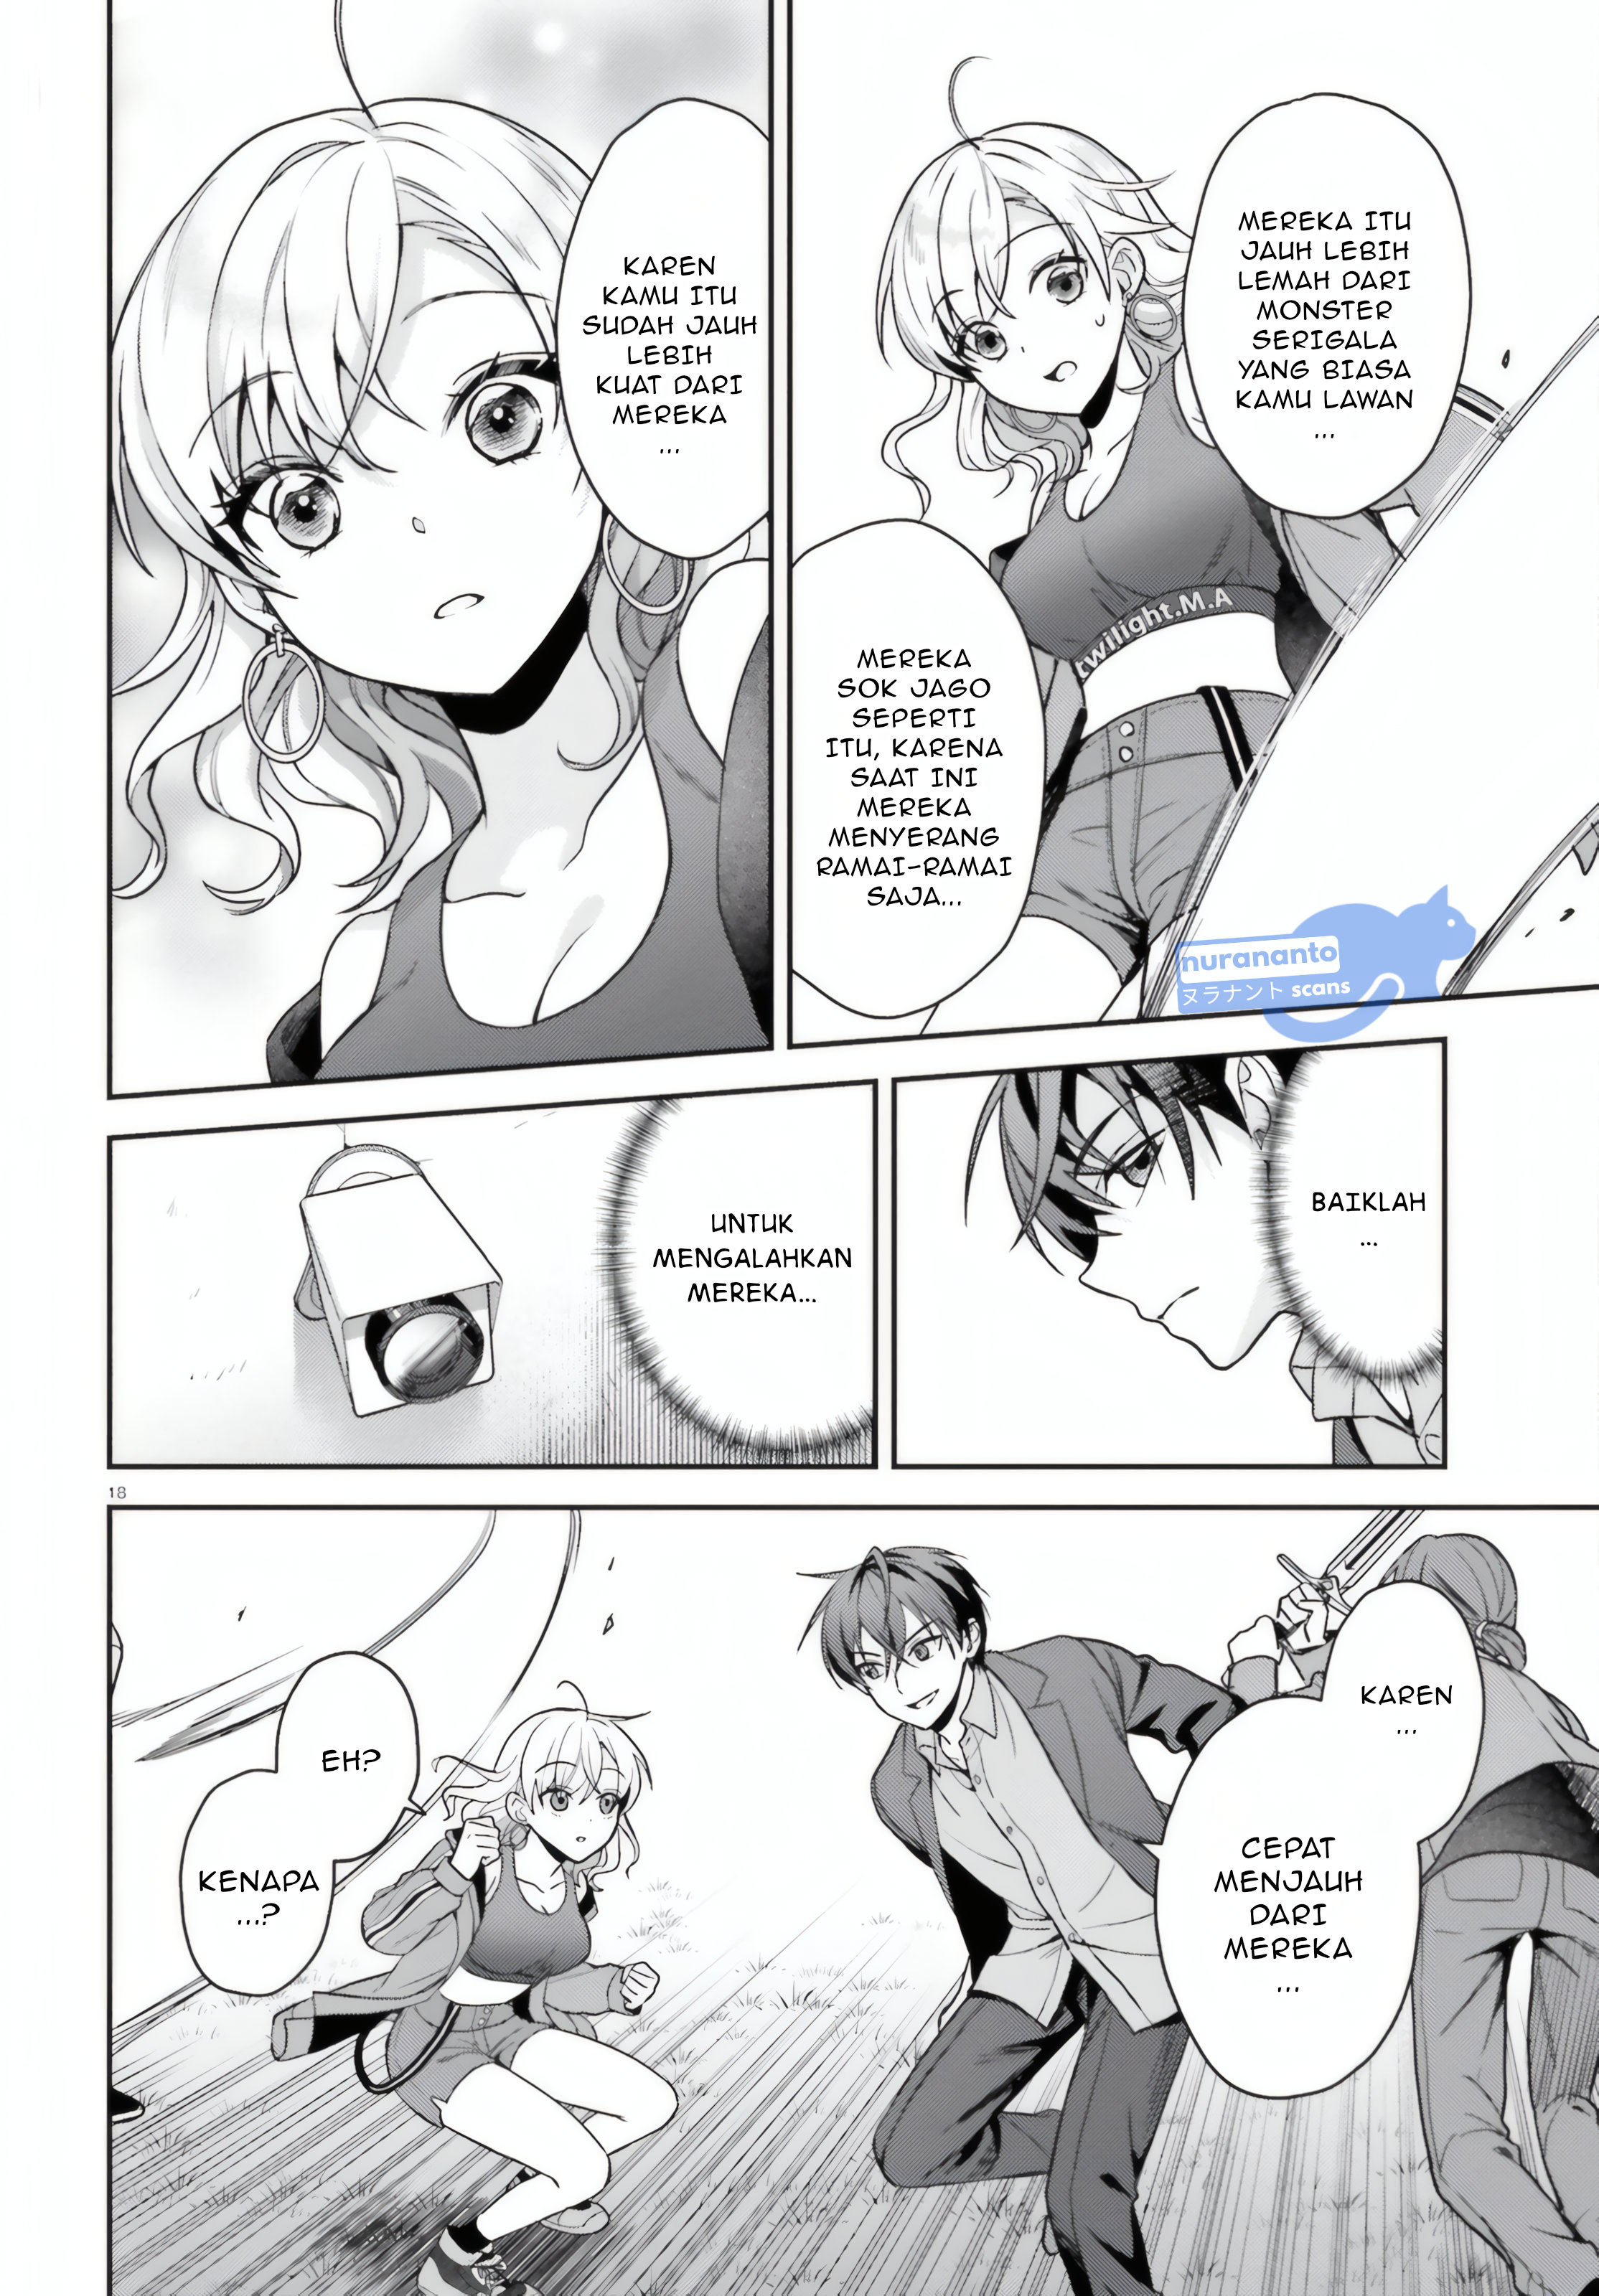 MEREKA ITU
JAUH LEBIH
LEMAH DARI
MONSTER
SERIGALA
YANG BIASA
KAMU LAWAN
...
MEREKA
SOK JAGO
SEPERTI
ITU, KARENA
SAAT INI
MEREKA
MENYERANG
RAMAI-RAMAI
SAJA...
twilight.M.A
nurananto
ヌラナント scans
KAREN
KAMU ITU
SUDAH JAUH
LEBIH
KUAT DARI
MEREKA
...
BAIKLAH
...
UNTUK
MENGALAHKAN
MEREKA...
18
KAREN
...
CEPAT
MENJAUH
DARI
MEREKA
...
EH?
KENAPA
...?